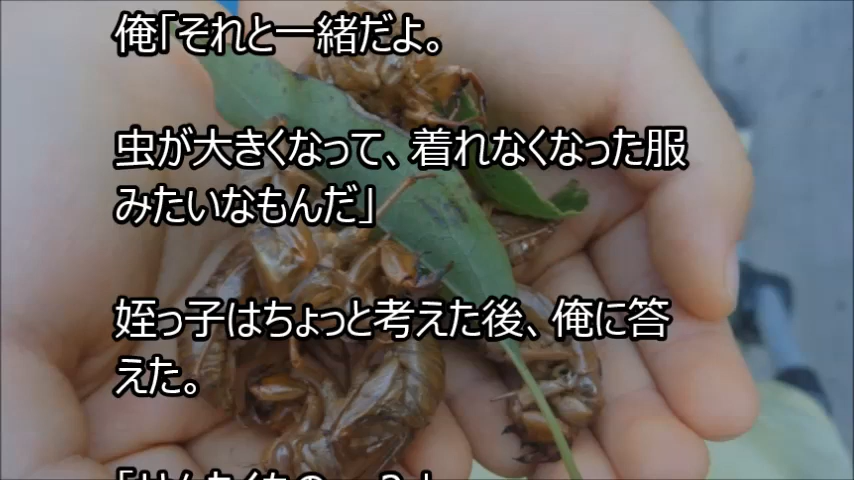 俺「それと一緒だよ。
虫が大きくなって、着れなくなった服
みたいなもんだ」
姪っ子はちょっと考えた後、俺に答
えた。